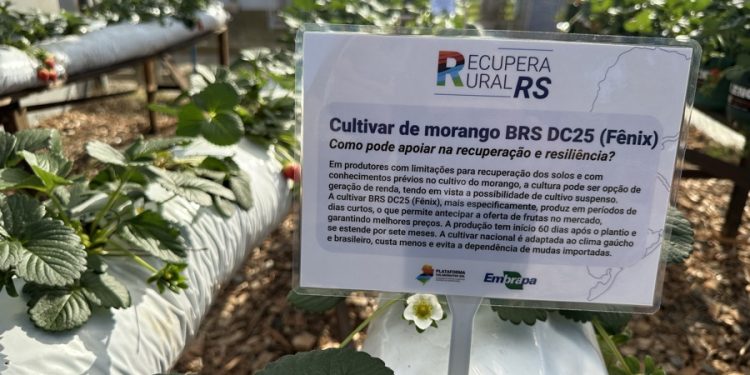 RECUPERA
RURAL RS
Cultivar de morango BRS DC25 (Fênix)
Como pode apoiar na recuperação e resiliência?
Em produtores com limitações para recuperação dos solos e com
conhecimentos prévios no cultivo do morango, a cultura pode ser opção de
geração de renda, tendo em vista a possibilidade de cultivo suspenso.
A cultivar BRS DC25 (Fênix), mais especificamente, produz em períodos de
dias curtos, o que permite antecipar a oferta de frutas no mercado,
garantindo melhores preços. A produção tem início 60 dias após o plantio e
se estende por sete meses. A cultivar nacional é adaptada ao clima gaúcho
e brasileiro, custa menos e evita a dependência de mudas importadas.
PLATAFORMA
Embrapa